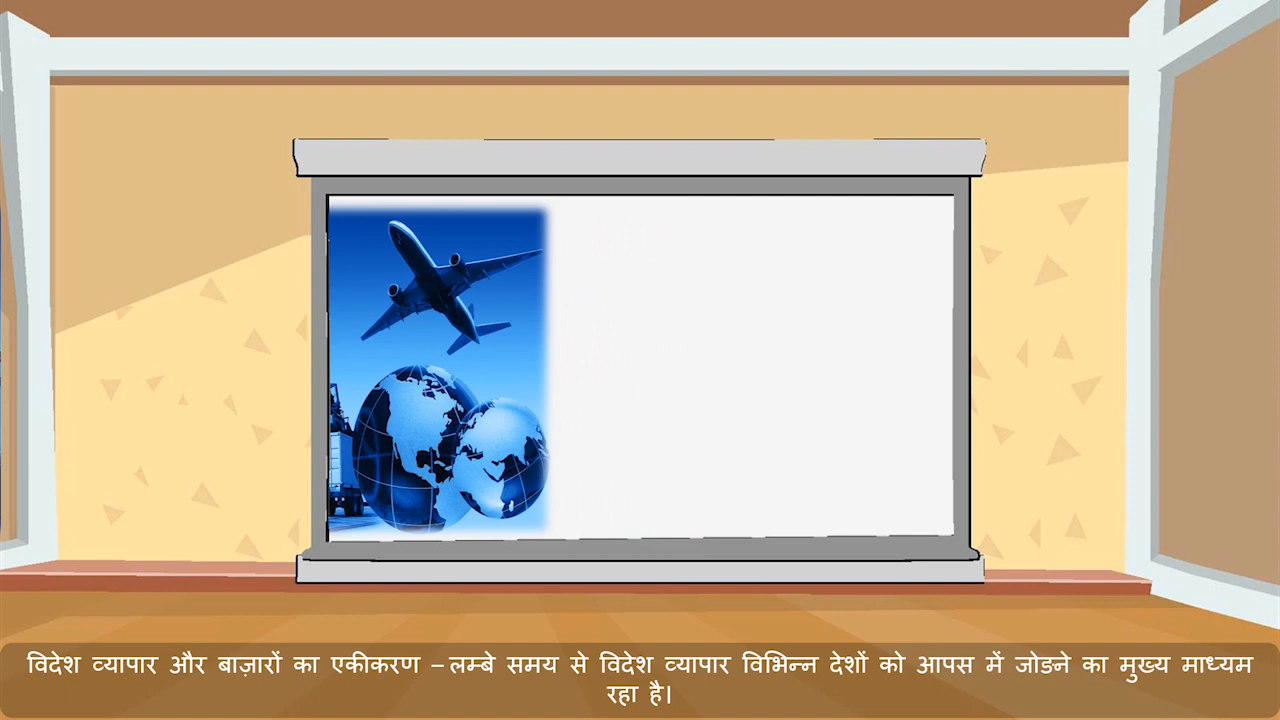 विदेश व्यापार और बाज़ारों का एकीकरण – लम्बे समय से विदेश व्यापार विभिन्न देशों को आपस में जोडने का मुख्य माध्यम
रहा है।